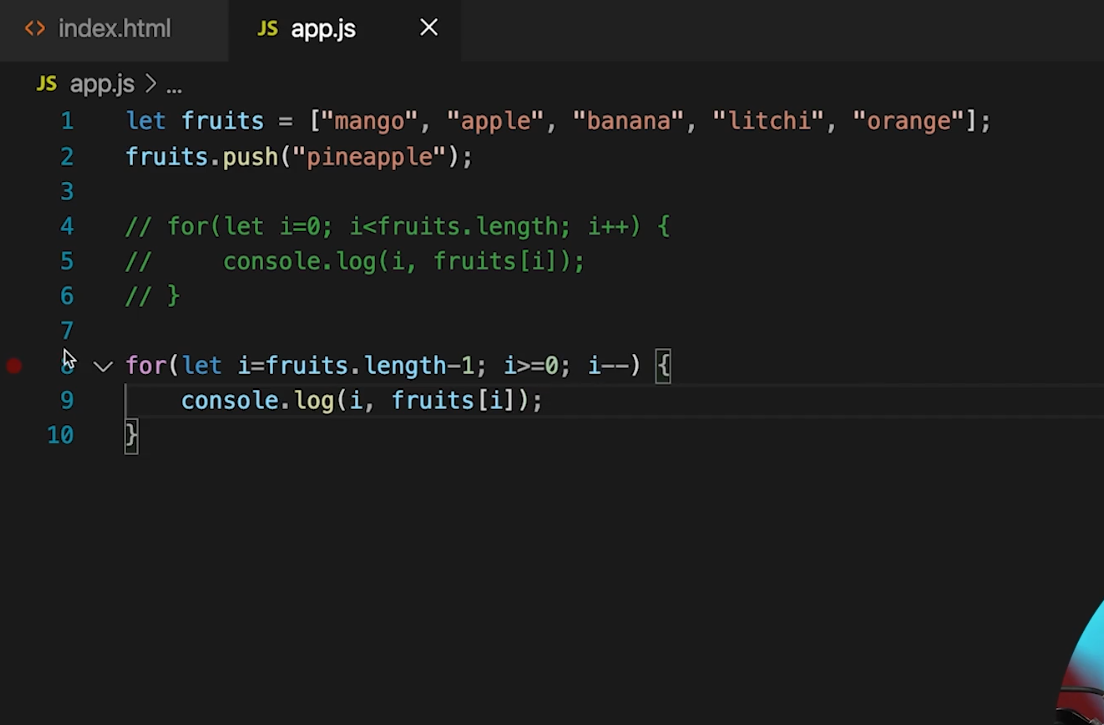 <> index.html JS app.js ×
JS app.js > ...
1 let fruits = ["mango", "apple", "banana", "litchi", "orange"];
2 fruits.push("pineapple");
3
4 // for(let i=0; i<fruits.length; i++) {
5 //     console.log(i, fruits[i]);
6 // }
7
8 for(let i=fruits.length-1; i>=0; i--) {
9     console.log(i, fruits[i]);
10 }